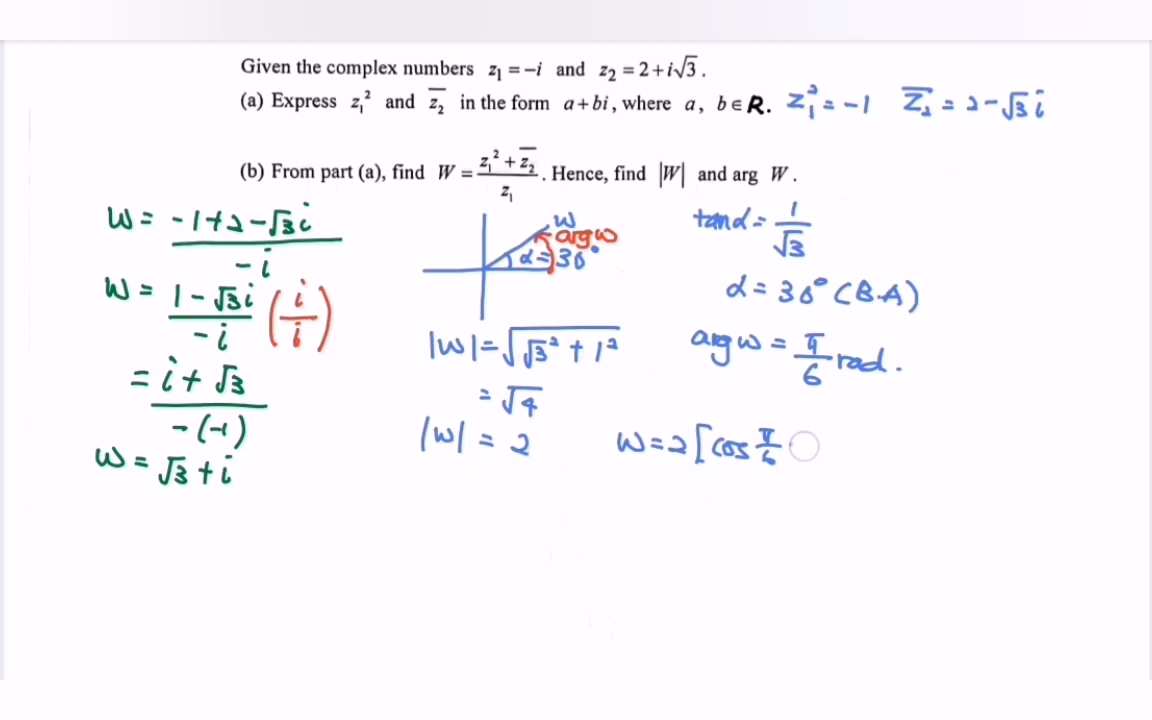 Given the complex numbers z₁ = −i and z₂ = 2 + i√3 .
(a) Express z₁² and z̅₂ in the form a + bi, where a, b ∈ R. z₁² = −1 z̅₂ = 2 − √3 i
(b) From part (a), find W = (z₁² + z̅₂)/z₁ . Hence, find |W| and arg W .
w = (−1 + 2 − √3 i)/(−i)
w = (1 − √3 i)/(−i) (i/i)
= (i + √3)/(−(−1))
w = √3 + i
w
arg w
α = 30°
|w| = √(√3² + 1²)
= √4
|w| = 2
tan α = 1/√3
α = 30° (B.A)
arg w = π/6 rad.
w = 2 [cos π/6